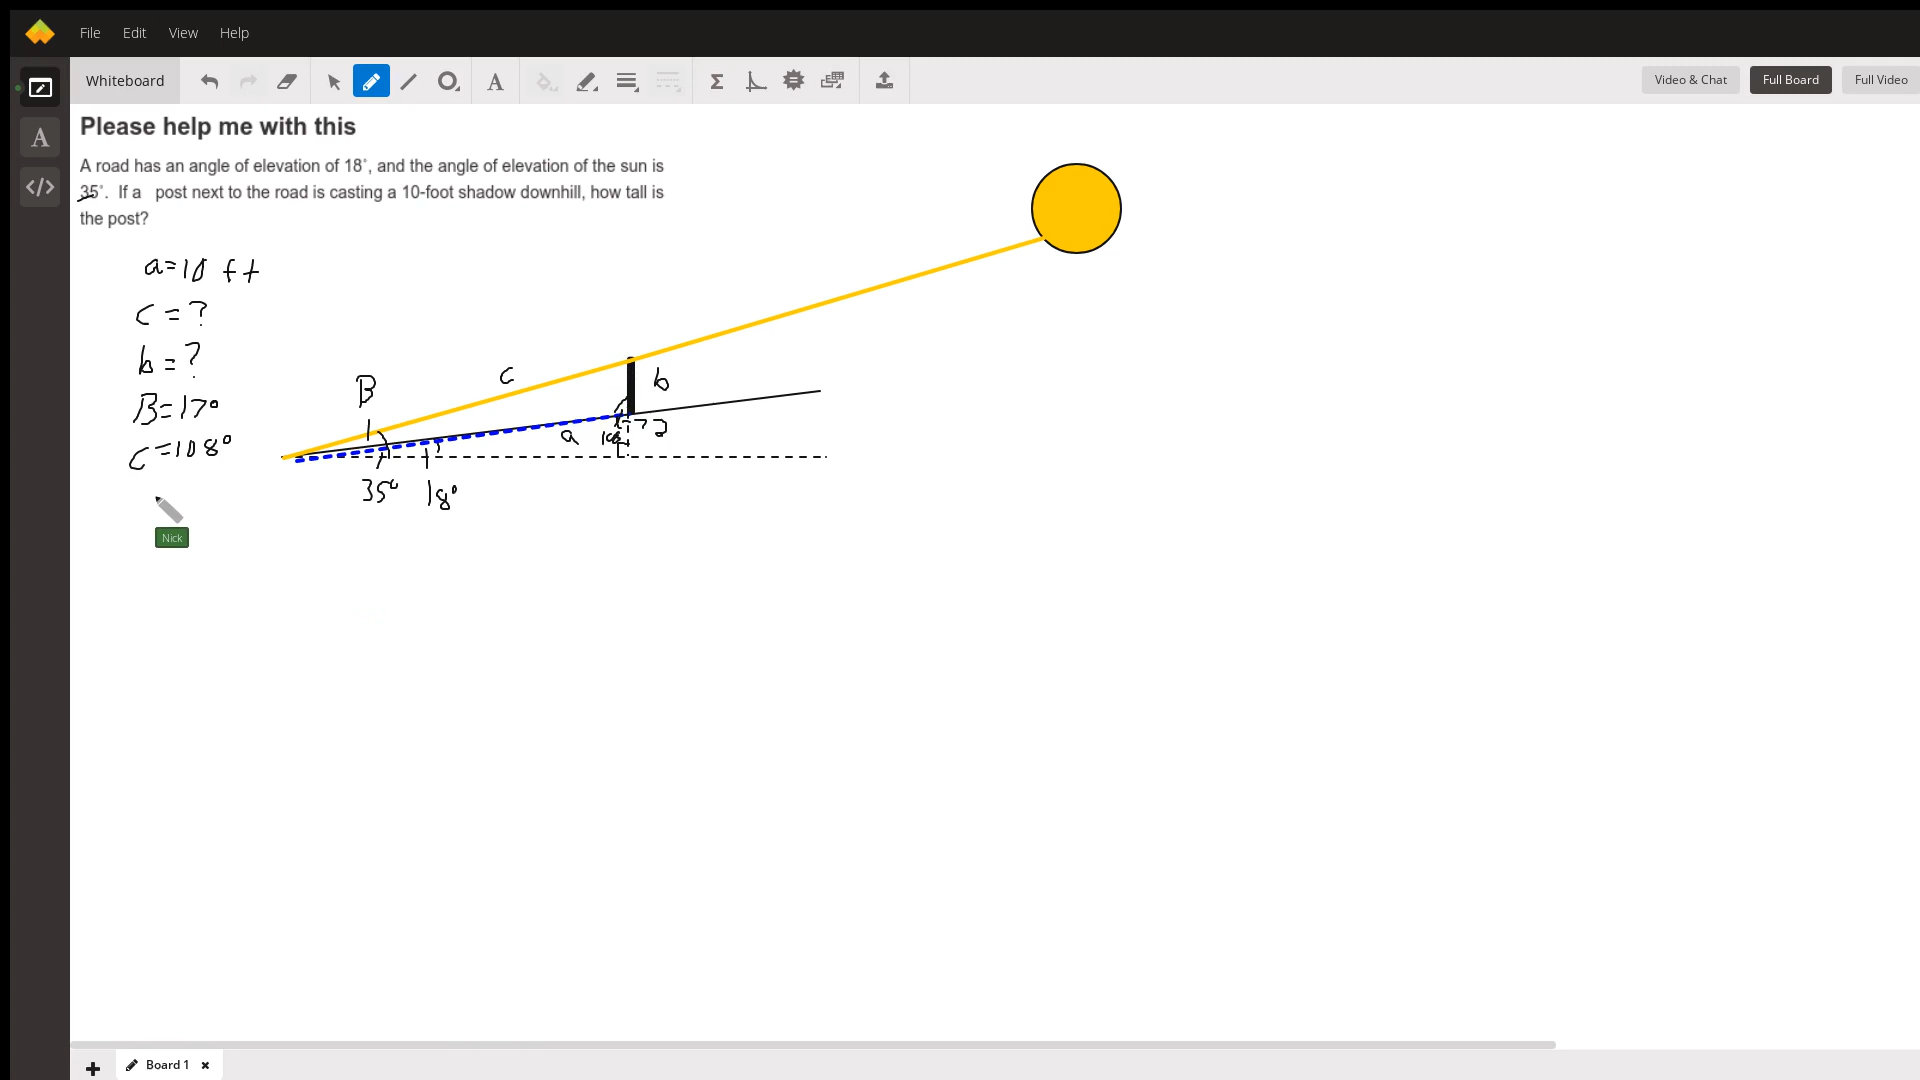 File Edit View Help
Whiteboard
A
Σ
Video & Chat
Full Board
Full Video
A
</>
Please help me with this
A road has an angle of elevation of 18°, and the angle of elevation of the sun is
35°. If a post next to the road is casting a 10-foot shadow downhill, how tall is
the post?
a=10 ft
c = ?
b = ?
B=17°
C=108°
B
c
b
a
72
35°
18°
Nick
+
Board 1 ×